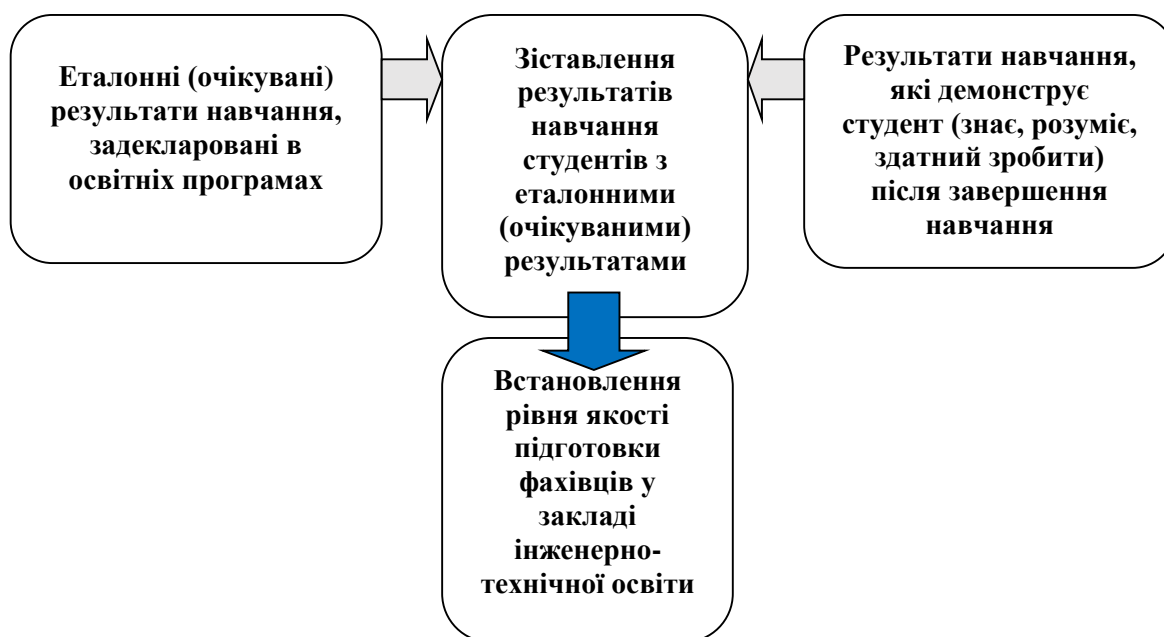 Еталонні (очікувані)
результати навчання,
задекларовані в
освітніх програмах
Зіставлення
результатів
навчання
студентів з
еталонними
(очікуваними)
результатами
Результати навчання,
які демонструє
студент (знає, розуміє,
здатний зробити)
після завершення
навчання
Встановлення
рівня якості
підготовки
фахівців у
закладі
інженерно-
технічної освіти